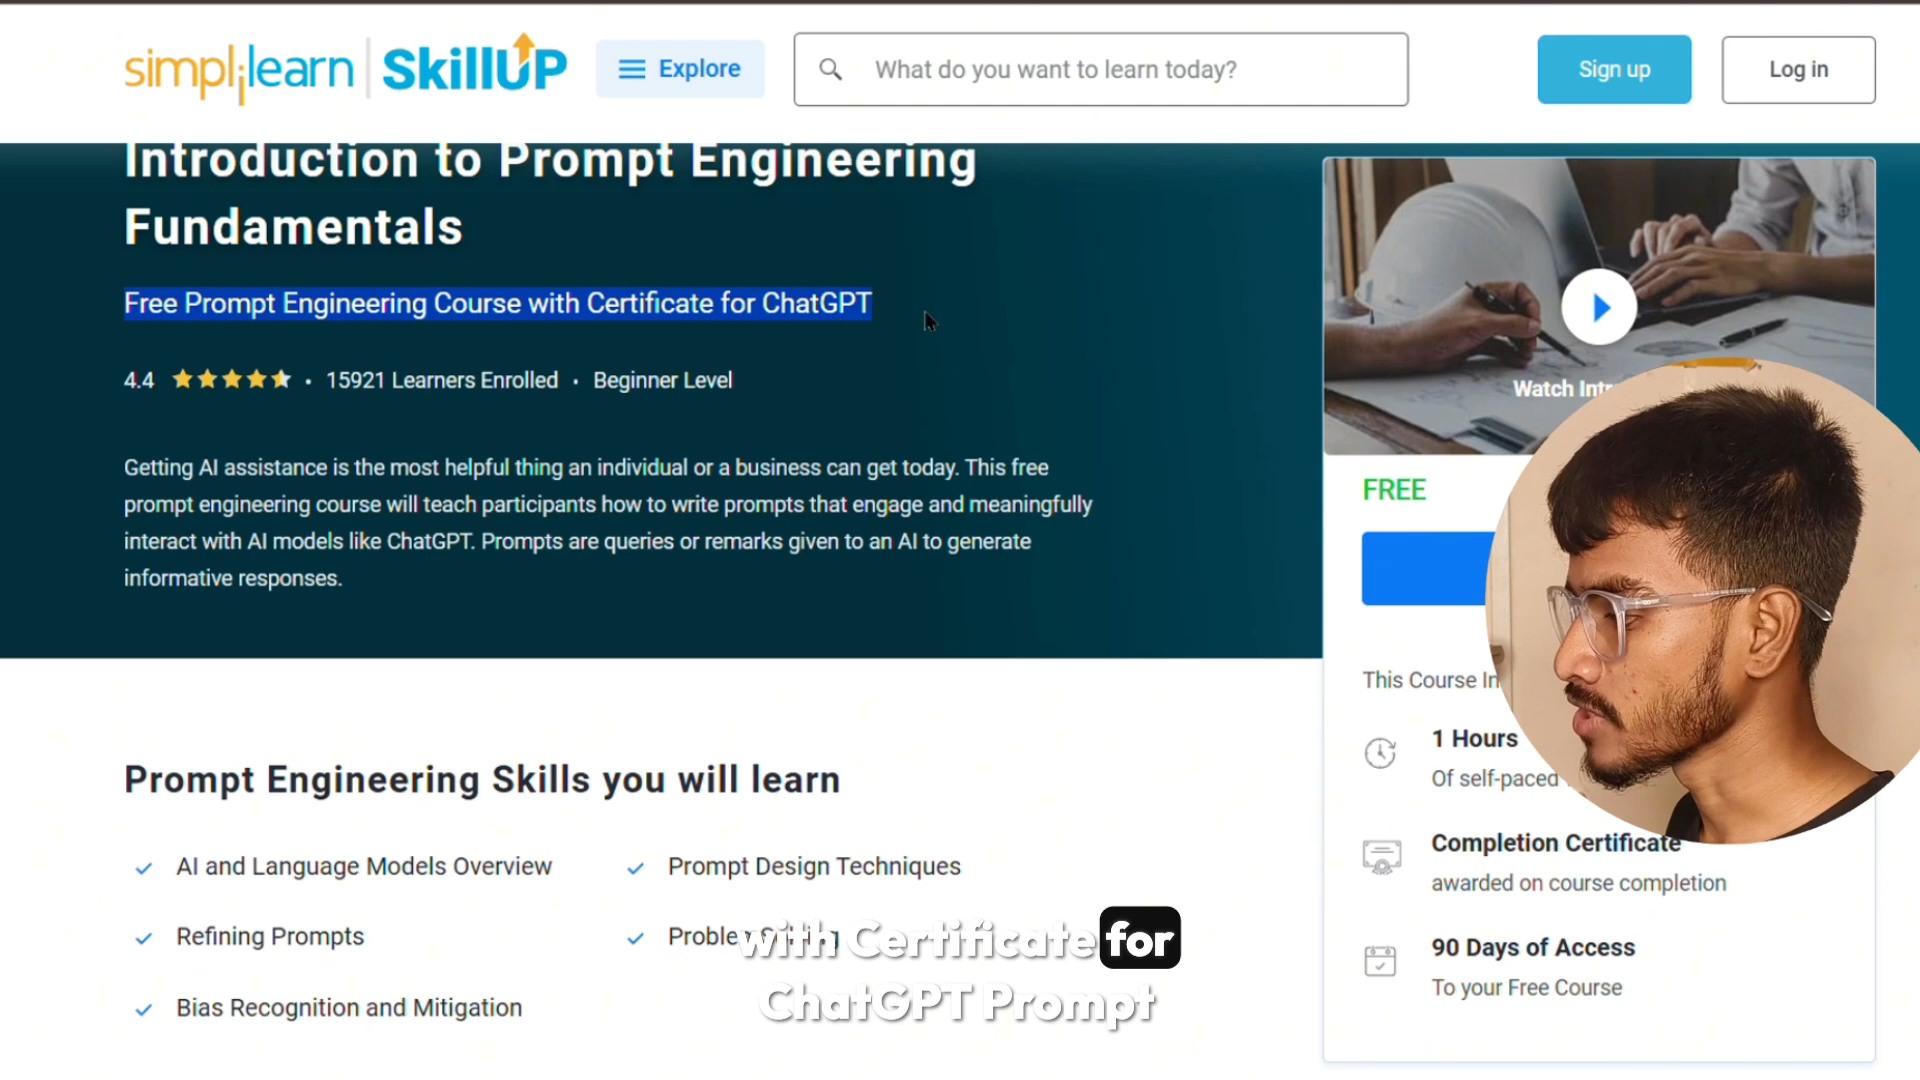 simplilearn | SkillUP
Explore
What do you want to learn today?
Sign up
Log in
Introduction to Prompt Engineering
Fundamentals
Free Prompt Engineering Course with Certificate for ChatGPT
4.4 • 15921 Learners Enrolled • Beginner Level
Getting AI assistance is the most helpful thing an individual or a business can get today. This free
prompt engineering course will teach participants how to write prompts that engage and meaningfully
interact with AI models like ChatGPT. Prompts are queries or remarks given to an AI to generate
informative responses.
Watch
FREE
This Course
1 Hours
Of self-paced
Completion Certificate
awarded on course completion
90 Days of Access
To your Free Course
Prompt Engineering Skills you will learn
AI and Language Models Overview
Prompt Design Techniques
Refining Prompts
Bias Recognition and Mitigation
with Certificate for
ChatGPT Prompt